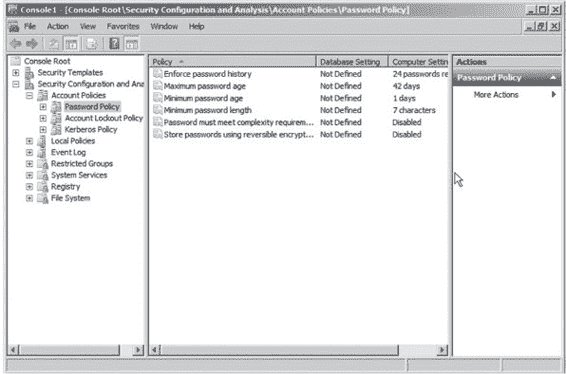 Console1 - [Console Root\Security Configuration and Analysis\Account Policies\Password Policy]
File Action View Favorites Window Help
Console Root
Security Templates
Security Configuration and Ana
Account Policies
Password Policy
Account Lockout Policy
Kerberos Policy
Local Policies
Event Log
Restricted Groups
System Services
Registry
File System
Policy Database Setting Computer Settin
Enforce password history Not Defined 24 passwords re
Maximum password age Not Defined 42 days
Minimum password age Not Defined 1 days
Minimum password length Not Defined 7 characters
Password must meet complexity requirem... Not Defined Disabled
Store passwords using reversible encrypt... Not Defined Disabled
Actions
Password Policy
More Actions